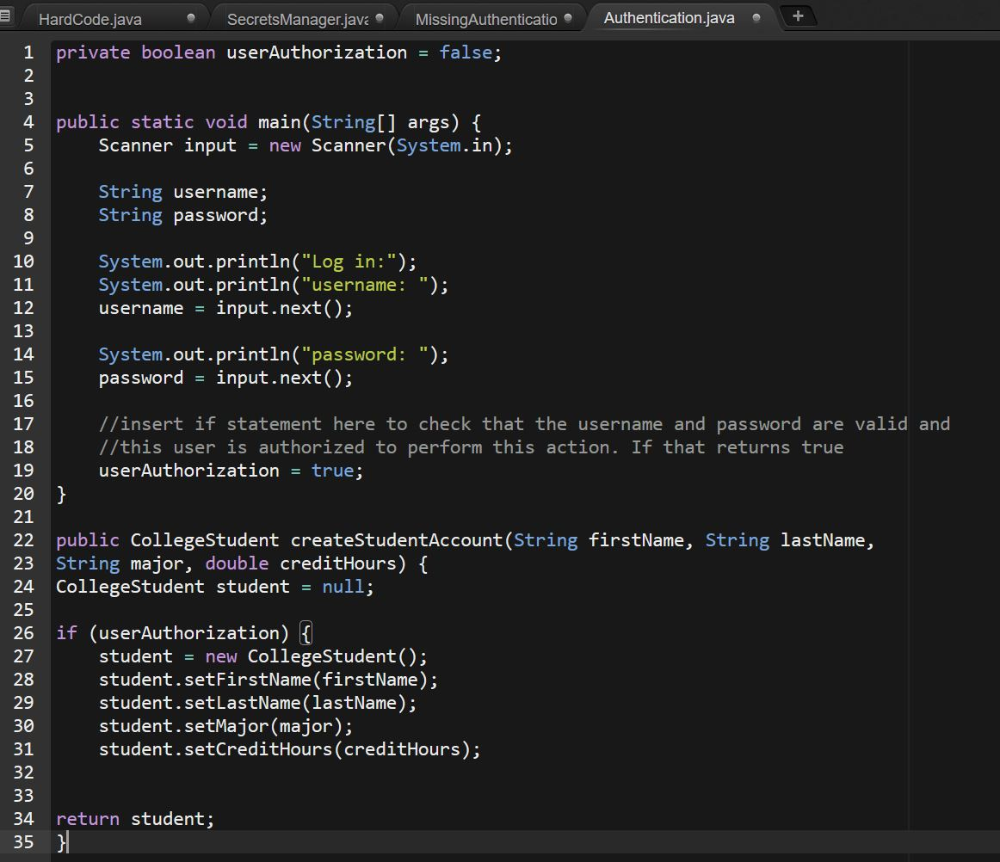 HardCode.java SecretsManager.java MissingAuthenticatio Authentication.java +
1 private boolean userAuthorization = false;
2
3
4 public static void main(String[] args) {
5 Scanner input = new Scanner(System.in);
6
7 String username;
8 String password;
9
10 System.out.println("Log in:");
11 System.out.println("username: ");
12 username = input.next();
13
14 System.out.println("password: ");
15 password = input.next();
16
17 //insert if statement here to check that the username and password are valid and
18 //this user is authorized to perform this action. If that returns true
19 userAuthorization = true;
20 }
21
22 public CollegeStudent createStudentAccount(String firstName, String lastName,
23 String major, double creditHours) {
24 CollegeStudent student = null;
25
26 if (userAuthorization) {
27 student = new CollegeStudent();
28 student.setFirstName(firstName);
29 student.setLastName(lastName);
30 student.setMajor(major);
31 student.setCreditHours(creditHours);
32
33
34 return student;
35 }